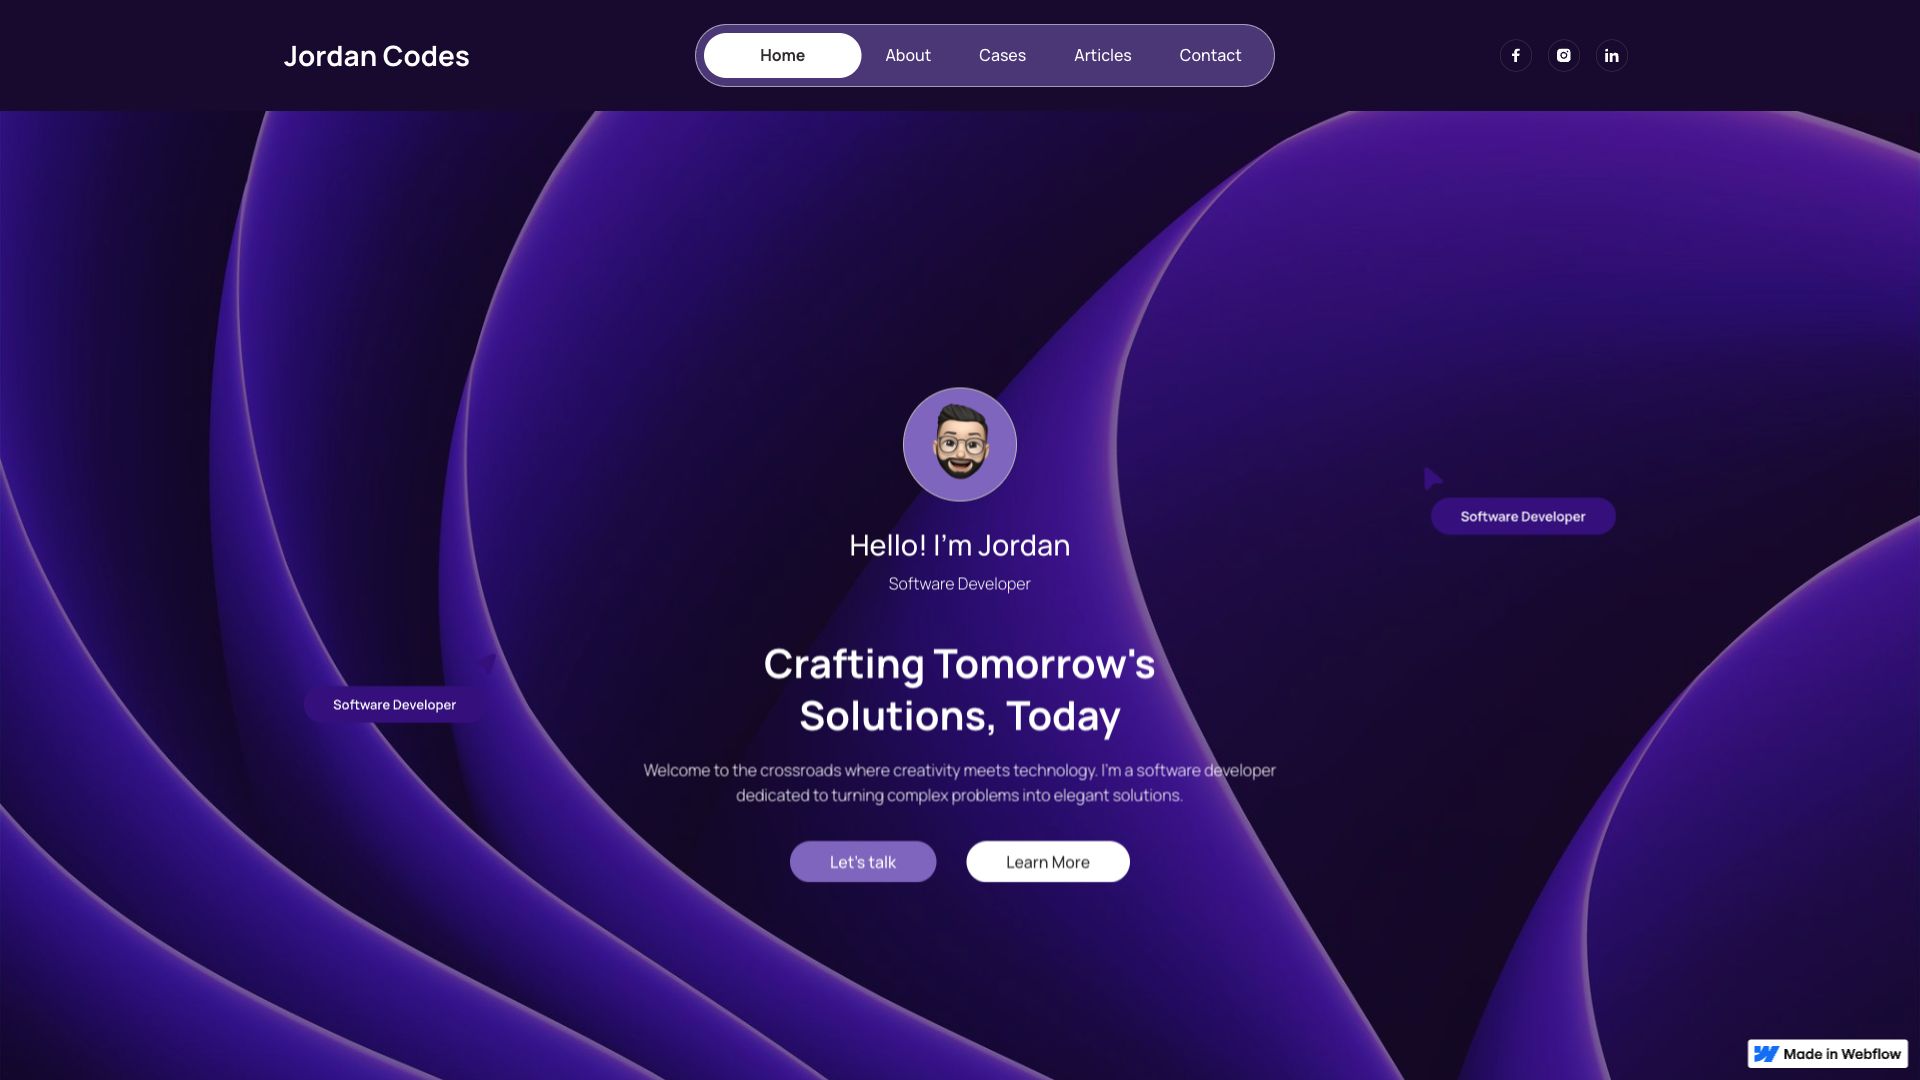 Jordan Codes
Home
About
Cases
Articles
Contact
Hello! I'm Jordan
Software Developer
Software Developer
Software Developer
Crafting Tomorrow's
Solutions, Today
Welcome to the crossroads where creativity meets technology. I'm a software developer
dedicated to turning complex problems into elegant solutions.
Let's talk
Learn More
Made in Webflow